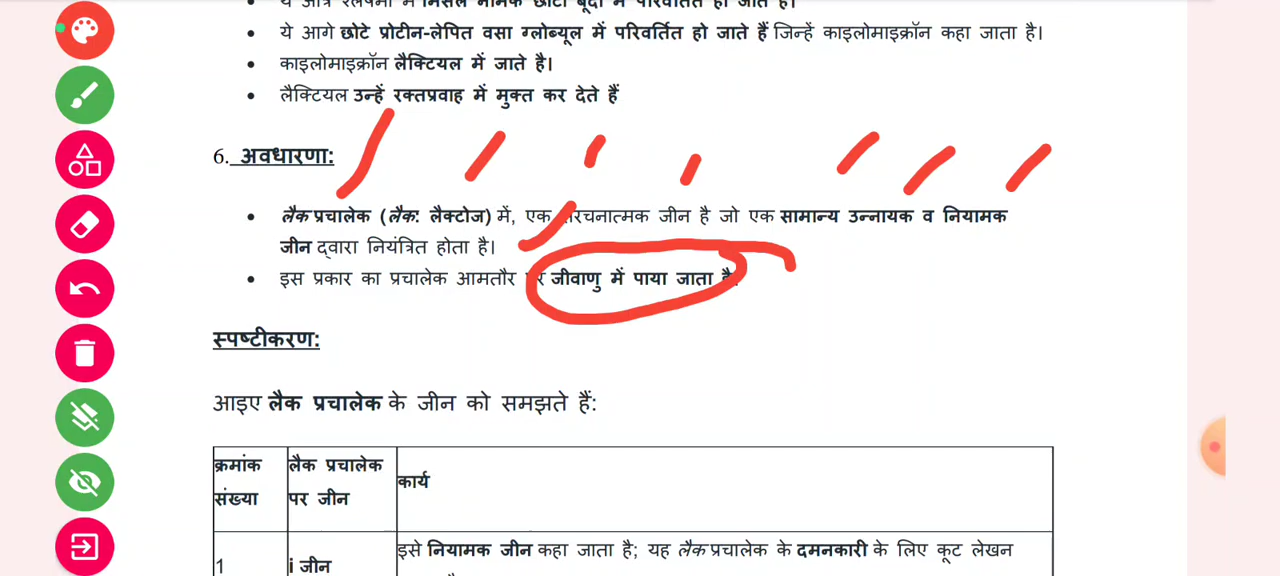 ये आगे छोटे प्रोटीन-लेपित वसा ग्लोब्यूल में परिवर्तित हो जाते हैं जिन्हें काइलोमाइक्रॉन कहा जाता है।
काइलोमाइक्रॉन लैक्टियल में जाते है।
लैक्टियल उन्हें रक्तप्रवाह में मुक्त कर देते हैं
6. अवधारणा:
लैक प्रचालेक (लैक: लैक्टोज) में, एक संरचनात्मक जीन है जो एक सामान्य उन्नायक व नियामक
जीन द्वारा नियंत्रित होता है।
इस प्रकार का प्रचालेक आमतौर पर जीवाणु में पाया जाता है
स्पष्टीकरण:
आइए लैक प्रचालेक के जीन को समझते हैं:
क्रमांक संख्या
लैक प्रचालेक पर जीन
कार्य
1
i जीन
इसे नियामक जीन कहा जाता है; यह लैक प्रचालेक के दमनकारी के लिए कूट लेखन